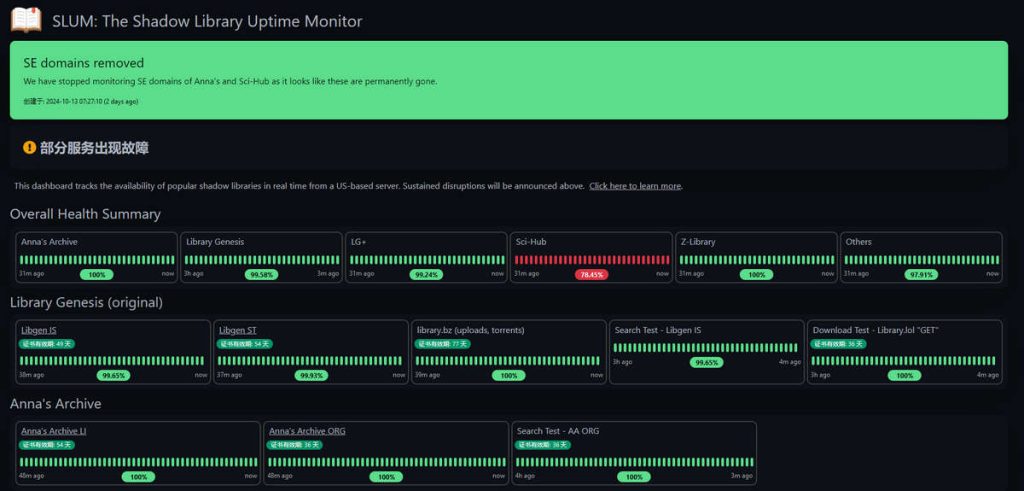 SLUM: The Shadow Library Uptime Monitor
SE domains removed
We have stopped monitoring SE domains of Anna's and Sci-Hub as it looks like these are permanently gone.
创建于: 2024-10-13 07:27:10 (2 days ago)
部分服务出现故障
This dashboard tracks the availability of popular shadow libraries in real time from a US-based server. Sustained disruptions will be announced above. Click here to learn more.
Overall Health Summary
Anna's Archive Library Genesis LG+ Sci-Hub Z-Library Others
31m ago 100% now 3h ago 99.58% 3m ago 31m ago 99.24% now 31m ago 78.45% now 31m ago 100% now 31m ago 97.91% now
Library Genesis (original)
Libgen IS Libgen ST library.bz (uploads, torrents) Search Test - Libgen IS Download Test - Library.lol "GET"
证书有效期: 49 天 证书有效期: 54 天 证书有效期: 77 天 证书有效期: 36 天
38m ago 99.65% now 37m ago 99.93% now 39m ago 100% now 3h ago 99.65% 4m ago 3h ago 100% 4m ago
Anna's Archive
Anna's Archive LI Anna's Archive ORG Search Test - AA ORG
证书有效期: 54 天 证书有效期: 36 天 证书有效期: 36 天
48m ago 100% now 48m ago 100% now 4h ago 100% 3m ago